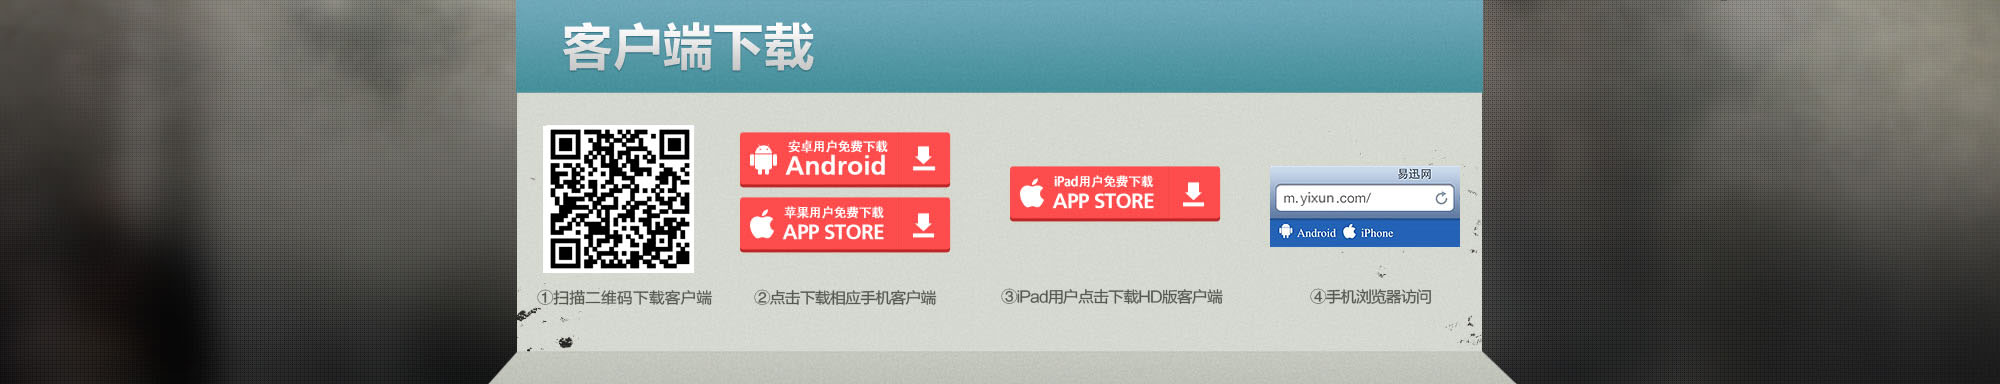 客户端下载
安卓用户免费下载
Android
苹果用户免费下载
APP STORE
iPad用户免费下载
APP STORE
易迅网
m.yixun.com/
Android iPhone
①扫描二维码下载客户端
②点击下载相应手机客户端
③iPad用户点击下载HD版客户端
④手机浏览器访问